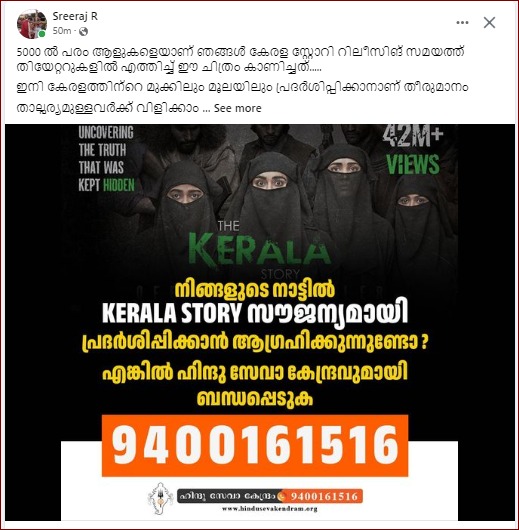 Sreeraj R
50m
5000 ൽ പരം ആളുകളെയാണ് ഞങ്ങൾ കേരള സ്റ്റോറി റിലീസിങ് സമയത്ത്
തിയേറ്ററുകളിൽ എത്തിച്ച് ഈ ചിത്രം കാണിച്ചത്.....
ഇനി കേരളത്തിൻ്റെ മുക്കിലും മൂലയിലും പ്രദർശിപ്പിക്കാനാണ് തീരുമാനം
താല്പര്യമുള്ളവർക്ക് വിളിക്കാം ... See more
UNCOVERING
THE TRUTH
THAT WAS
KEPT HIDDEN
42M+
VIEWS
THE
KERALA
STORY
നിങ്ങളുടെ നാട്ടിൽ
KERALA STORY സൗജന്യമായി
പ്രദർശിപ്പിക്കാൻ ആഗ്രഹിക്കുന്നുണ്ടോ ?
എങ്കിൽ ഹിന്ദു സേവാ കേന്ദ്രവുമായി
ബന്ധപ്പെടുക
9400161516
ഹിന്ദു സേവാ കേന്ദ്രം 9400161516
www.hindusevakendram.org